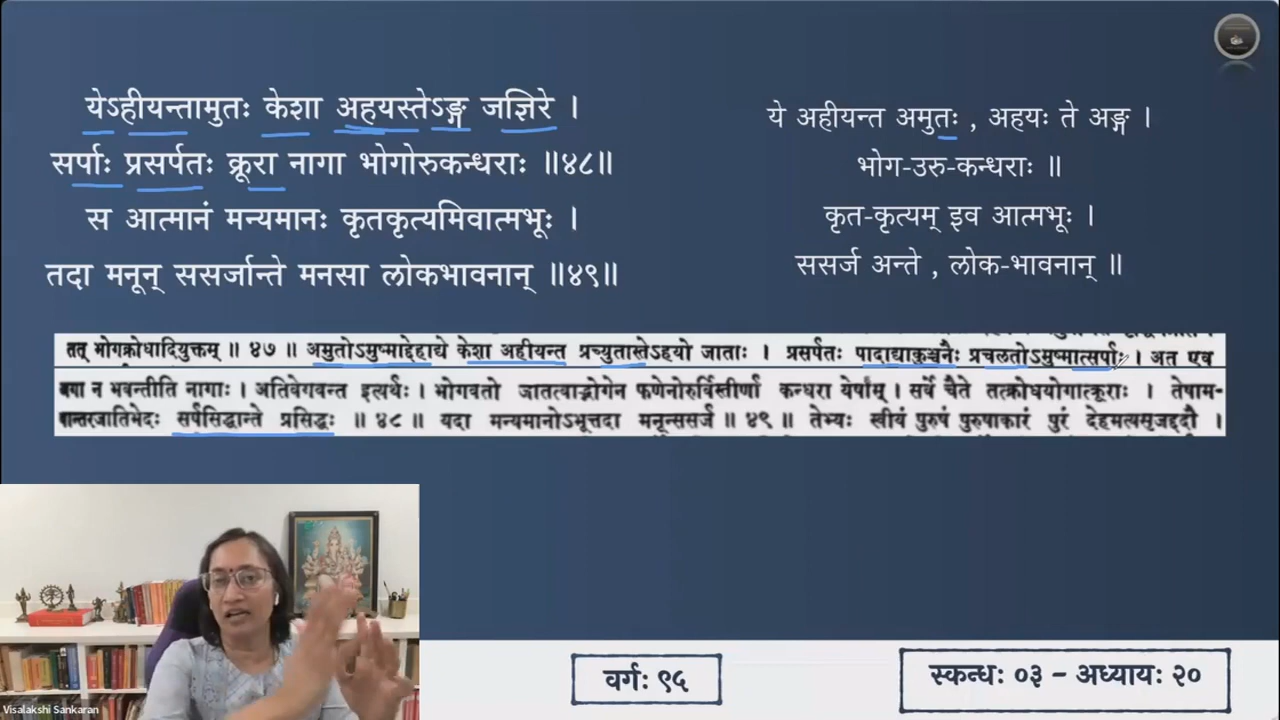 येऽहीयन्तामुतः केशा अहयस्तेऽङ्ग जज्ञिरे ।
सर्पाः प्रसर्पतः क्रूरा नागा भोगोरुकन्धराः ॥४८॥
स आत्मानं मन्यमानः कृतकृत्यमिवात्मभूः ।
तदा मनून् ससर्जान्ते मनसा लोकभावनान् ॥४९॥
ये अहीयन्त अमुतः , अहयः ते अङ्ग ।
भोग-उरु-कन्धराः ॥
कृत-कृत्यम् इव आत्मभूः ।
ससर्ज अन्ते , लोक-भावनान् ॥
तत् भोगक्रोधादियुक्तम् ॥ ४७ ॥ अमुतोऽमुष्माद्देहाद्ये केशा अहीयन्त प्रच्युतास्तेऽहयो जाताः । प्रसर्पतः पादाद्याकुञ्चनैः प्रचलतोऽमुष्मात्सर्पाः । अत एव
न भवन्तीति नागाः । अतिवेगवन्त इत्यर्थः । भोगवतो जातत्वाद्भोगेन फणेनोरुर्विस्तीर्णा कन्धरा येषाम् । सर्वे चैते तत्क्रोधयोगात्क्रूराः । तेषाम-
वान्तरजातिभेदः सर्पसिद्धान्ते प्रसिद्धः ॥ ४८ ॥ यदा मन्यमानोऽभूत्तदा मनून्ससर्ज ॥ ४९ ॥ तेभ्यः स्वीयं पुरुषं पुरुषाकारं पुरं देहमत्यसृजद्ददौ ।
Visalakshi Sankaran
वर्गः ९५
स्कन्धः ०३ – अध्यायः २०